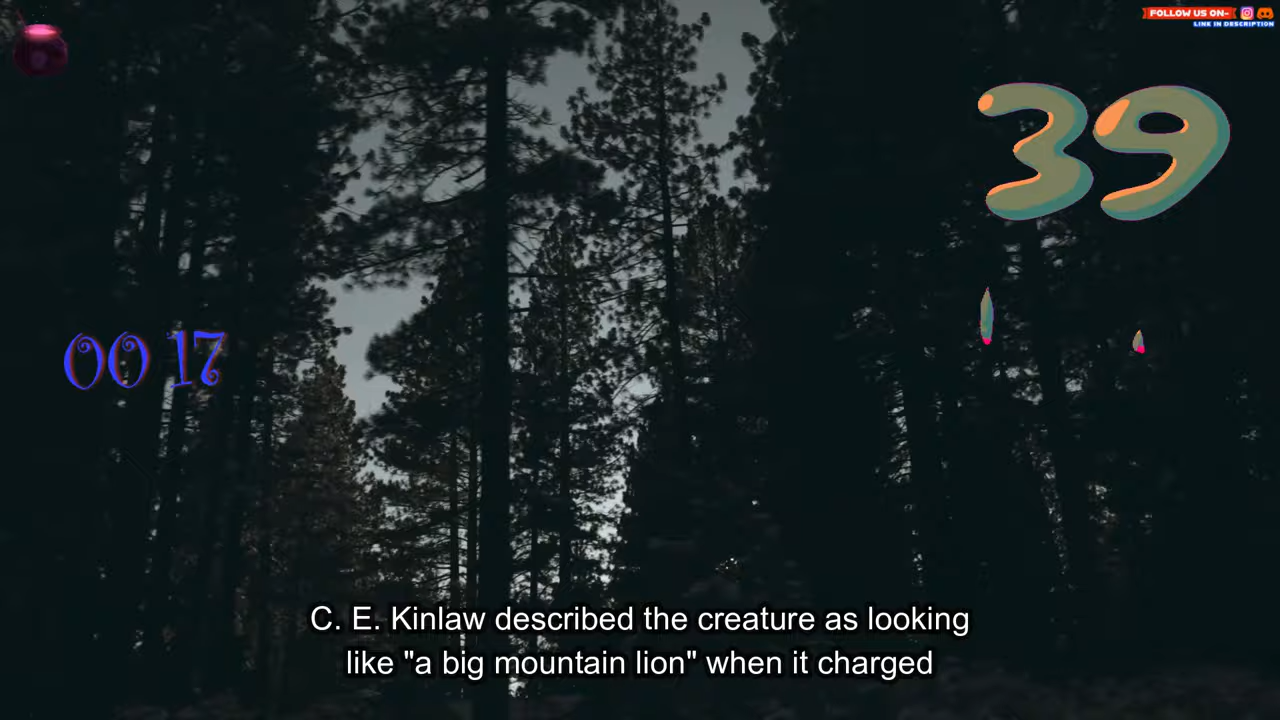 FOLLOW US ON-
LINK IN DESCRIPTION
39
00 17
C. E. Kinlaw described the creature as looking
like "a big mountain lion" when it charged